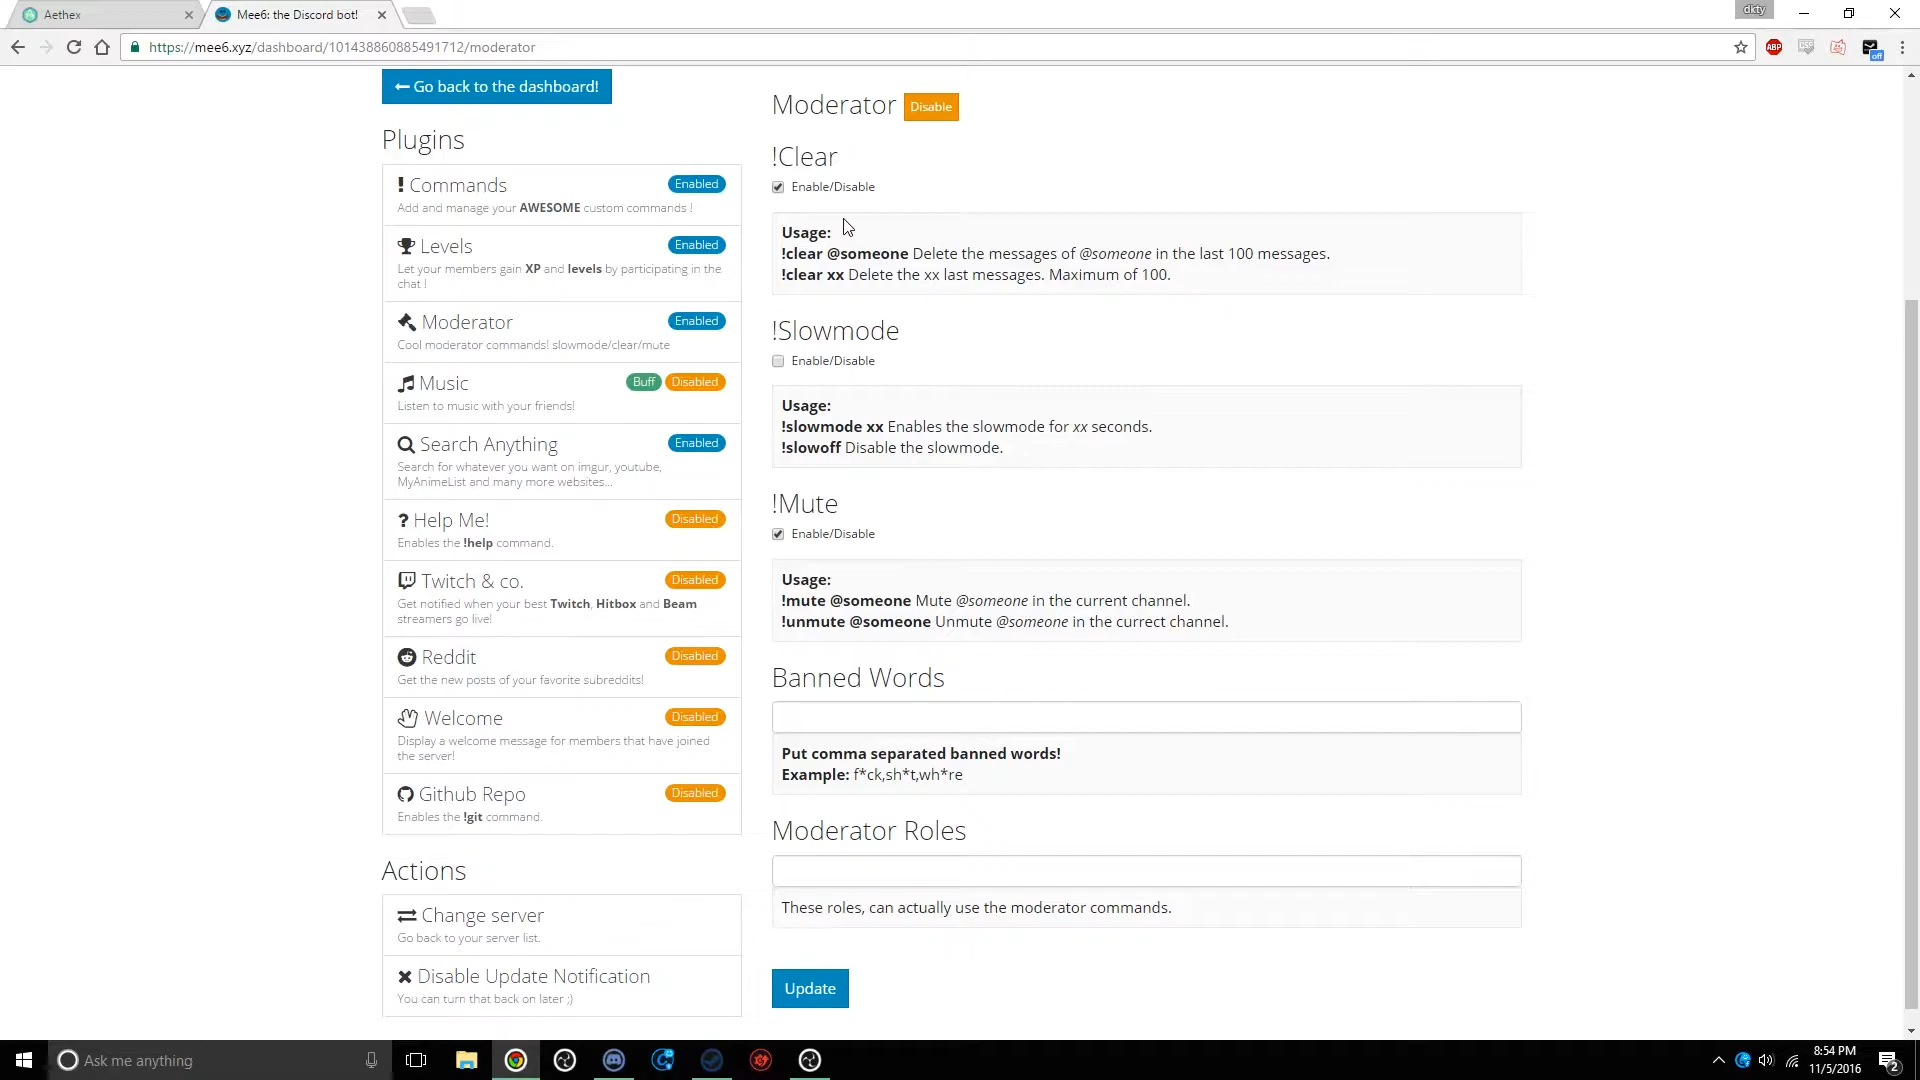 Aethex
Mee6: the Discord bot!
dkty
https://mee6.xyz/dashboard/101438860885491712/moderator
ABP
off
Go back to the dashboard!
Plugins
Commands Enabled
Add and manage your AWESOME custom commands !
Levels Enabled
Let your members gain XP and levels by participating in the
chat !
Moderator Enabled
Cool moderator commands! slowmode/clear/mute
Music Buff Disabled
Listen to music with your friends!
Search Anything Enabled
Search for whatever you want on imgur, youtube,
MyAnimeList and many more websites...
Help Me! Disabled
Enables the !help command.
Twitch & co. Disabled
Get notified when your best Twitch, Hitbox and Beam
streamers go live!
Reddit Disabled
Get the new posts of your favorite subreddits!
Welcome Disabled
Display a welcome message for members that have joined
the server!
Github Repo Disabled
Enables the !git command.
Actions
Change server
Go back to your server list.
Disable Update Notification
You can turn that back on later ;)
Moderator Disable
!Clear
Enable/Disable
Usage:
!clear @someone Delete the messages of @someone in the last 100 messages.
!clear xx Delete the xx last messages. Maximum of 100.
!Slowmode
Enable/Disable
Usage:
!slowmode xx Enables the slowmode for xx seconds.
!slowoff Disable the slowmode.
!Mute
Enable/Disable
Usage:
!mute @someone Mute @someone in the current channel.
!unmute @someone Unmute @someone in the currect channel.
Banned Words
Put comma separated banned words!
Example: f*ck,sh*t,wh*re
Moderator Roles
These roles, can actually use the moderator commands.
Update
Ask me anything
8:54 PM
11/5/2016
2